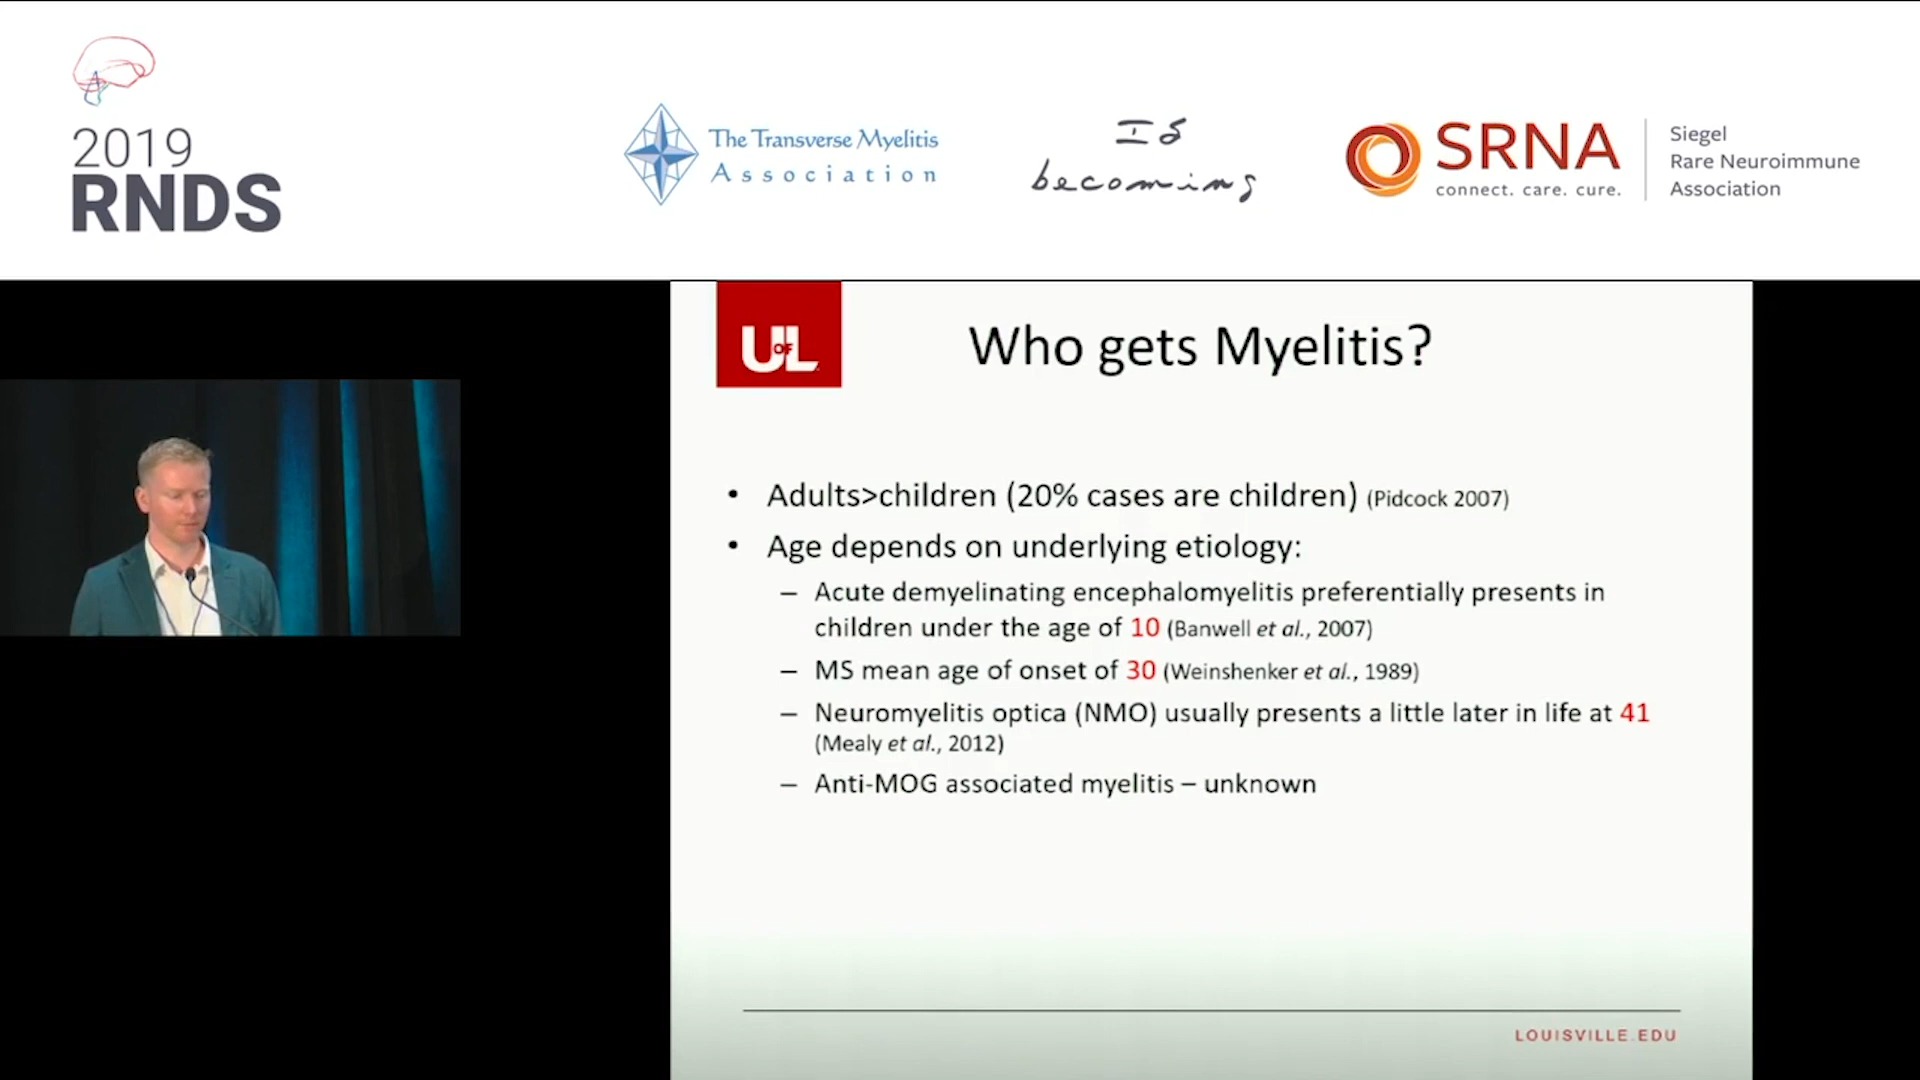 2019
RNDS
The Transverse Myelitis
Association
IS
becoming
SRNA
connect. care. cure.
Siegel
Rare Neuroimmune
Association
UOFL
Who gets Myelitis?
• Adults>children (20% cases are children) (Pidcock 2007)
• Age depends on underlying etiology:
– Acute demyelinating encephalomyelitis preferentially presents in
children under the age of 10 (Banwell et al., 2007)
– MS mean age of onset of 30 (Weinshenker et al., 1989)
– Neuromyelitis optica (NMO) usually presents a little later in life at 41
(Mealy et al., 2012)
– Anti-MOG associated myelitis – unknown
LOUISVILLE.EDU